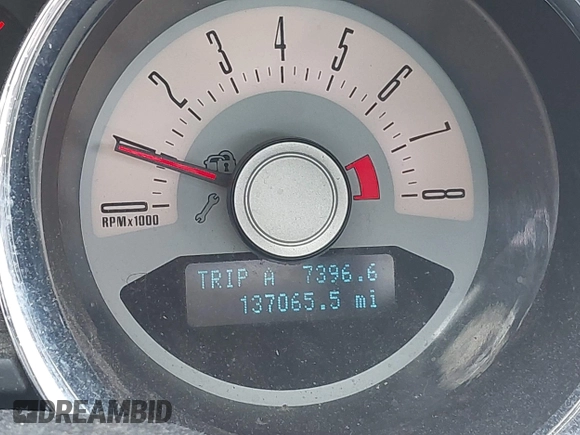 0 1 2 3 4 5 6 7 8
RPMx1000
TRIP A 7396.6
137065.5 mi
DREAMBID